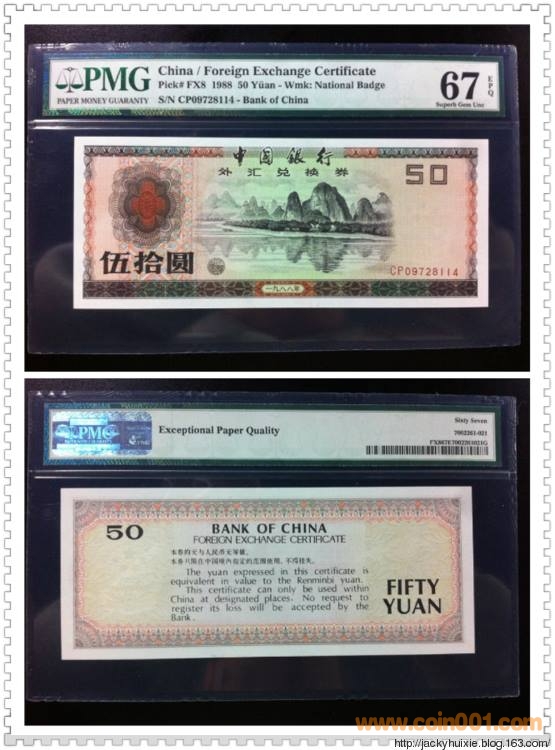 PMG
PAPER MONEY GUARANTY
China / Foreign Exchange Certificate
Pick# FX8 1988 50 Yüan - Wmk: National Badge
S/N CP09728114 - Bank of China
67 EPQ
Superb Gem Unc
中国银行
外汇兑换券
50
伍拾圆
CP09728114
一九八八年
PMG
Exceptional Paper Quality
Sixty Seven
7002261-021
50
BANK OF CHINA
FOREIGN EXCHANGE CERTIFICATE
本券的元与人民币元等值。
本券只限在中国境内指定的范围使用，不得挂失。
The yuan expressed in this certificate is
equivalent in value to the Renminbi yuan.
This certificate can only be used within
China at designated places. No request to
register its loss will be accepted by the
Bank.
FIFTY
YUAN
www.coin001.com
http://jackyhuixie.blog.163.com/